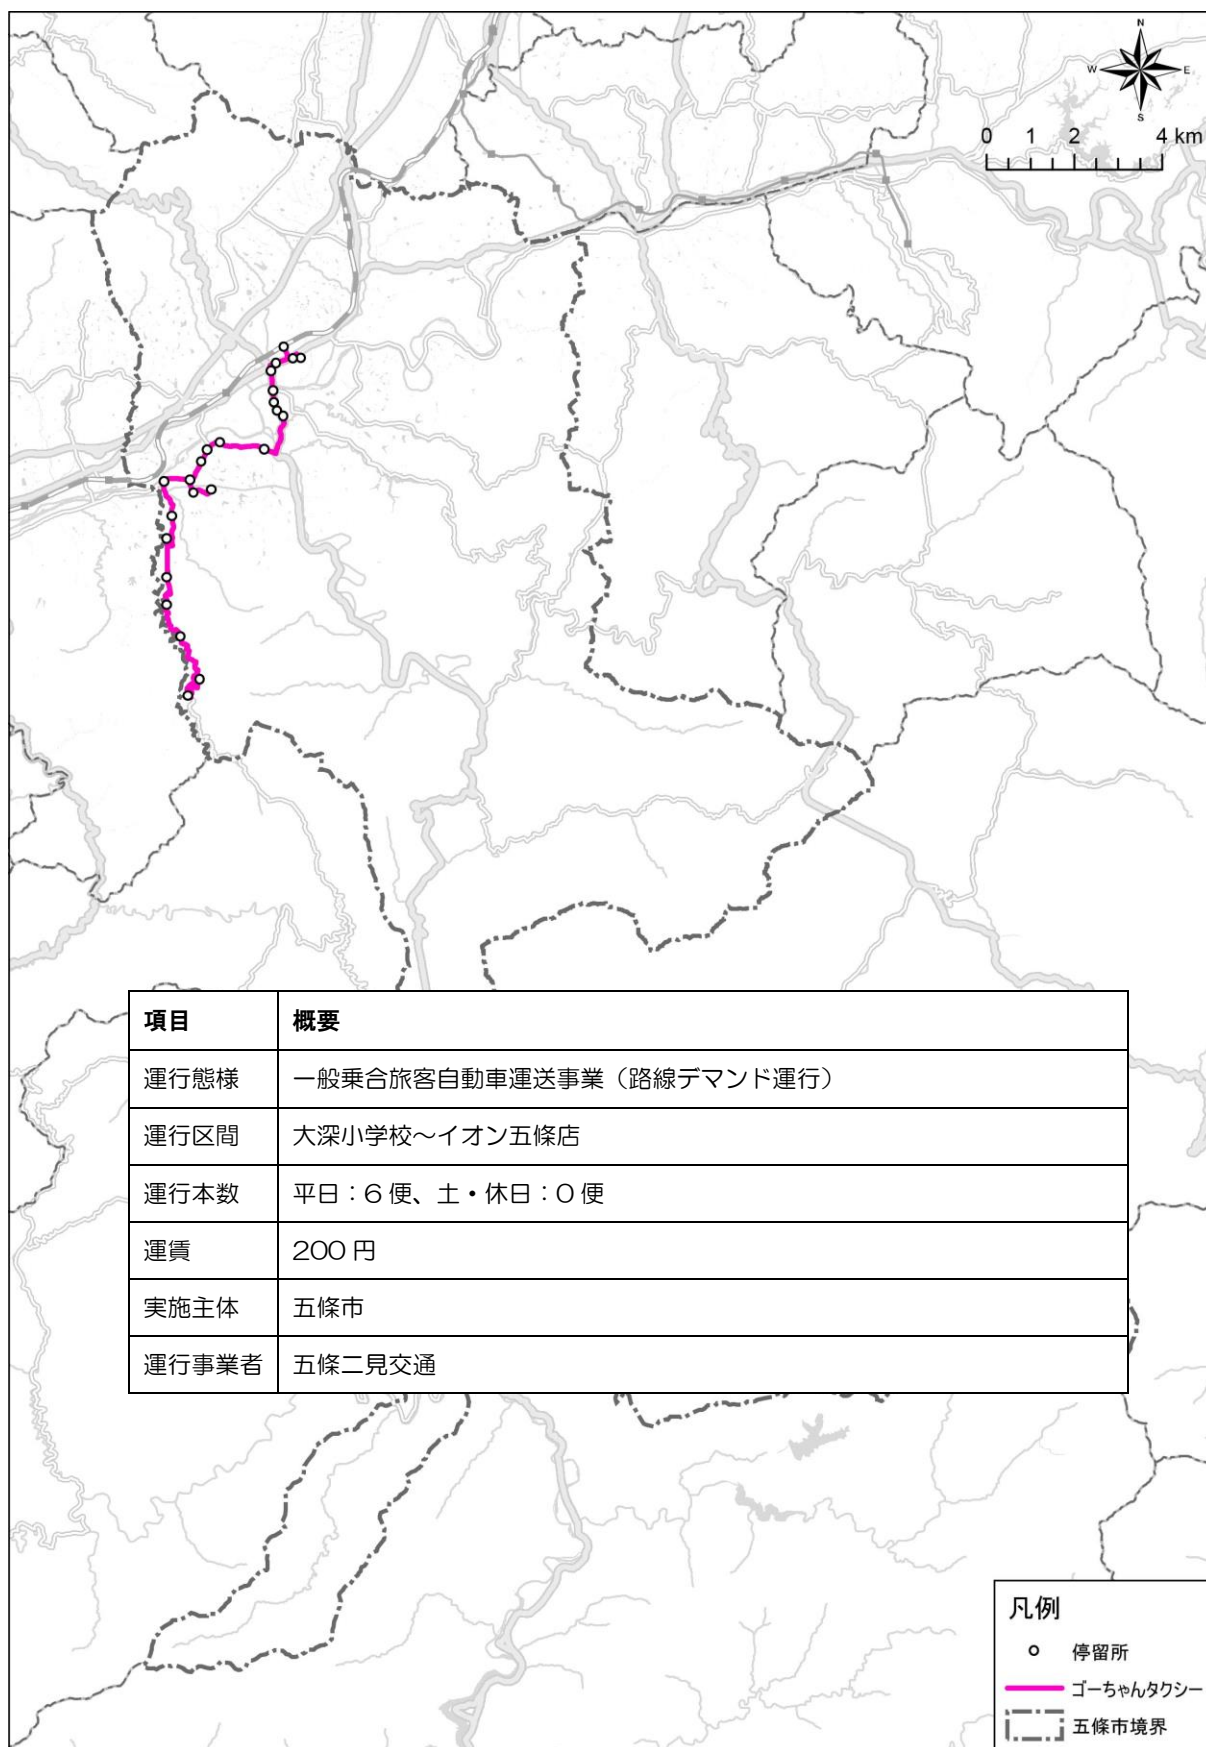 N
W E
S
0 1 2 4 km
項目 概要
運行態様 一般乗合旅客自動車運送事業（路線デマンド運行）
運行区間 大深小学校～イオン五條店
運行本数 平日：6 便、土・休日：0 便
運賃 200 円
実施主体 五條市
運行事業者 五條二見交通
凡例
停留所
ゴーちゃんタクシー
五條市境界